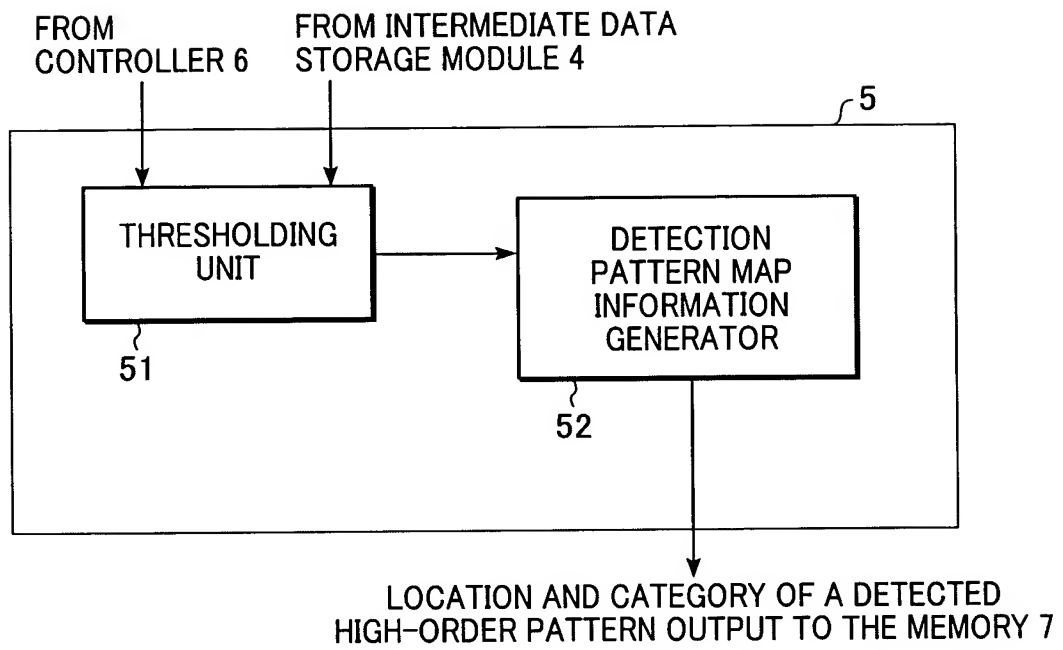 FROM
CONTROLLER 6
FROM INTERMEDIATE DATA
STORAGE MODULE 4
5
THRESHOLDING
UNIT
51
DETECTION
PATTERN MAP
INFORMATION
GENERATOR
52
LOCATION AND CATEGORY OF A DETECTED
HIGH-ORDER PATTERN OUTPUT TO THE MEMORY 7